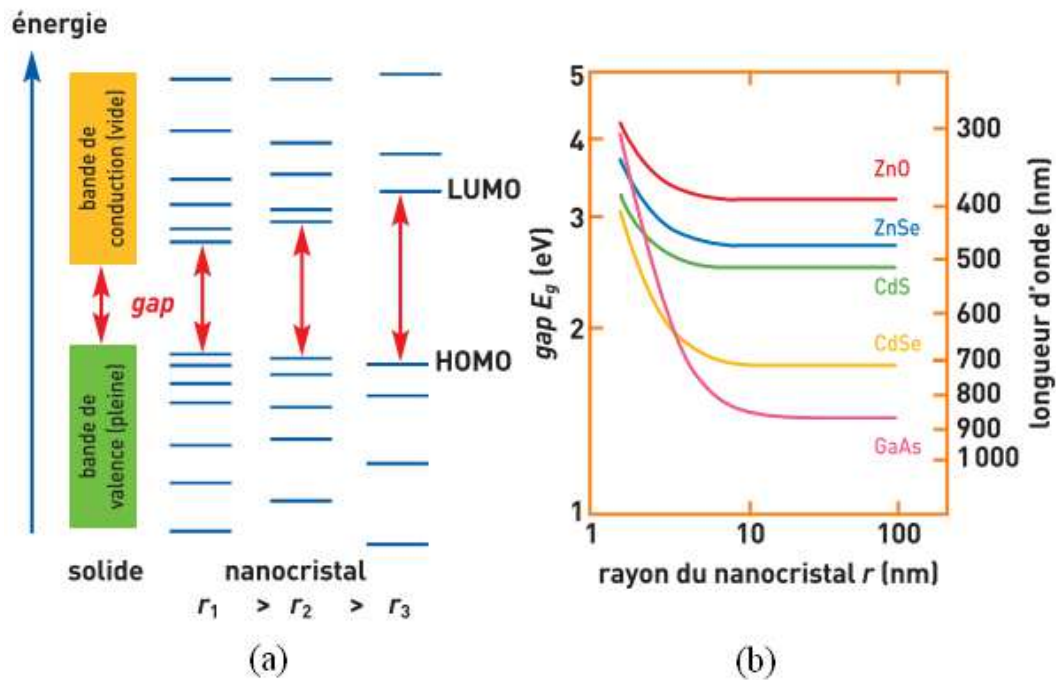 énergie
bande de
conduction (vide)
gap
bande de
valence (pleine)
LUMO
HOMO
solide
nanocristal
r1 > r2 > r3
(a)
gap Eg (eV)
5
4
3
2
1
ZnO
ZnSe
CdS
CdSe
GaAs
300
400
500
600
700
800
900
1 000
longueur d'onde (nm)
1
10
100
rayon du nanocristal r (nm)
(b)